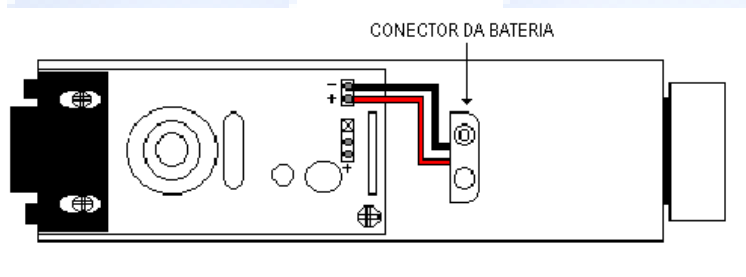 CONECTOR DA BATERIA
−
+
+